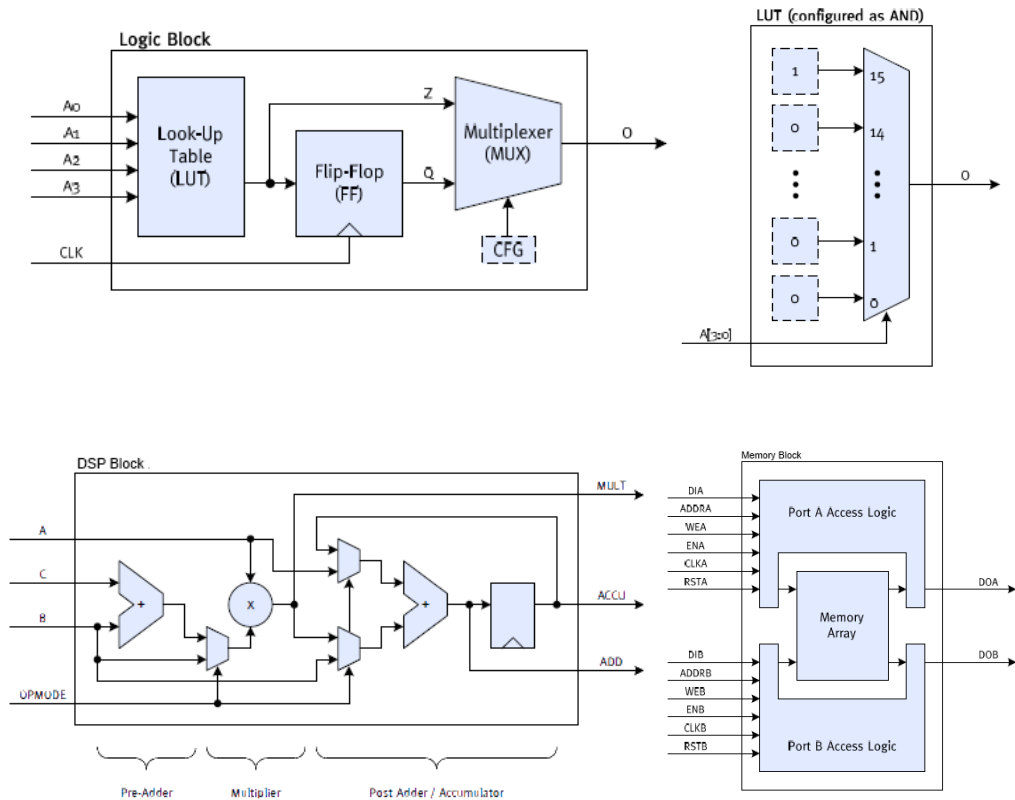 Logic Block
A0
A1
A2
A3
CLK
Look-Up
Table
(LUT)
Flip-Flop
(FF)
Z
Q
Multiplexer
(MUX)
CFG
O
LUT (configured as AND)
1
15
0
14
0
1
0
0
O
A[3:0]
DSP Block
A
C
B
OPMODE
+
x
+
MULT
ACCU
ADD
Pre-Adder
Multiplier
Post Adder / Accumulator
Memory Block
DIA
ADDRA
WEA
ENA
CLKA
RSTA
Port A Access Logic
Memory
Array
DOA
DOB
DIB
ADDRB
WEB
ENB
CLKB
RSTB
Port B Access Logic